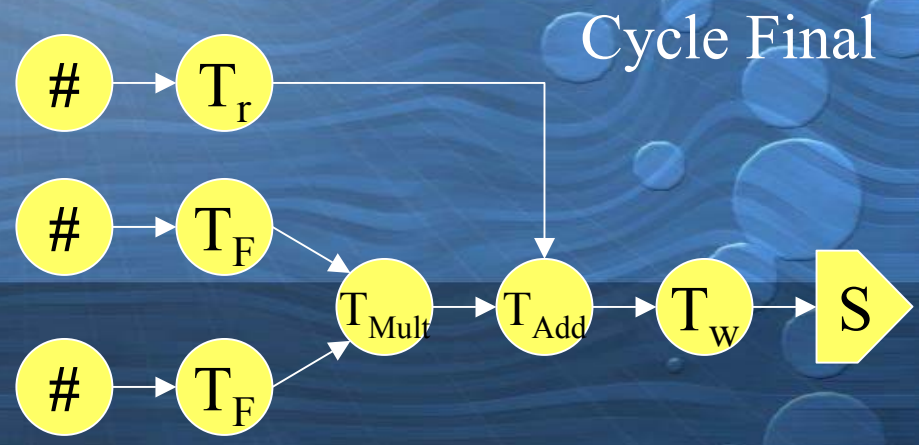 Cycle Final
# Tr
# TF
TMult TAdd Tw S
# TF